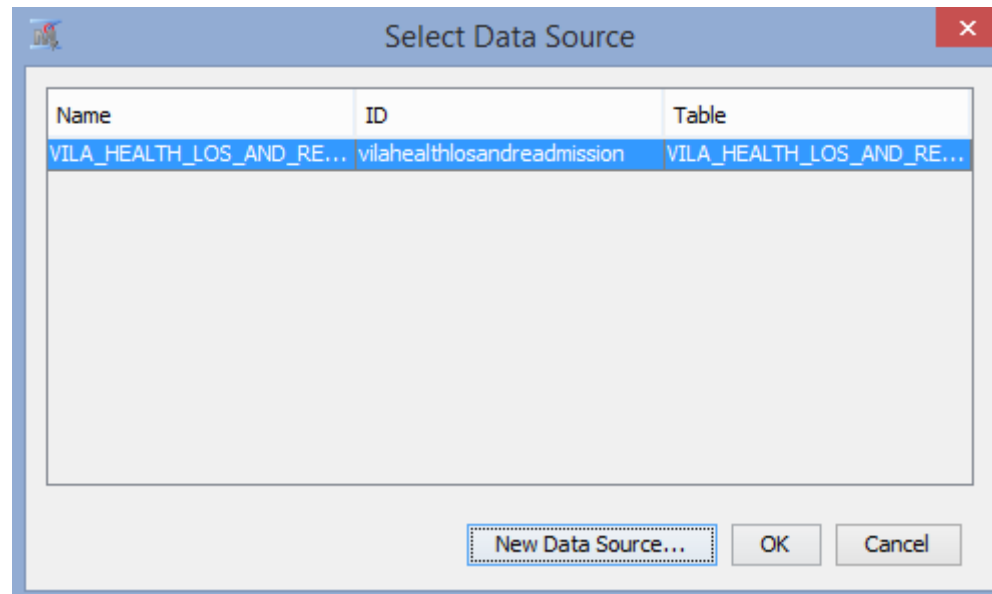 Select Data Source
Name ID Table
VILA_HEALTH_LOS_AND_RE... vilahealthlosandreadmission VILA_HEALTH_LOS_AND_RE...
New Data Source... OK Cancel